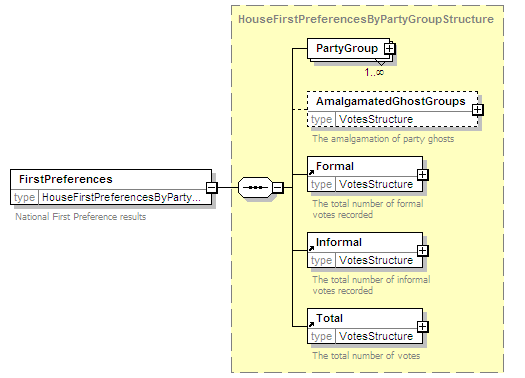 HouseFirstPreferencesByPartyGroupStructure
PartyGroup
1..∞
AmalgamatedGhostGroups
type VotesStructure
The amalgamation of party ghosts
Formal
type VotesStructure
The total number of formal
votes recorded
FirstPreferences
type HouseFirstPreferencesByParty...
National First Preference results
Informal
type VotesStructure
The total number of informal
votes recorded
Total
type VotesStructure
The total number of votes